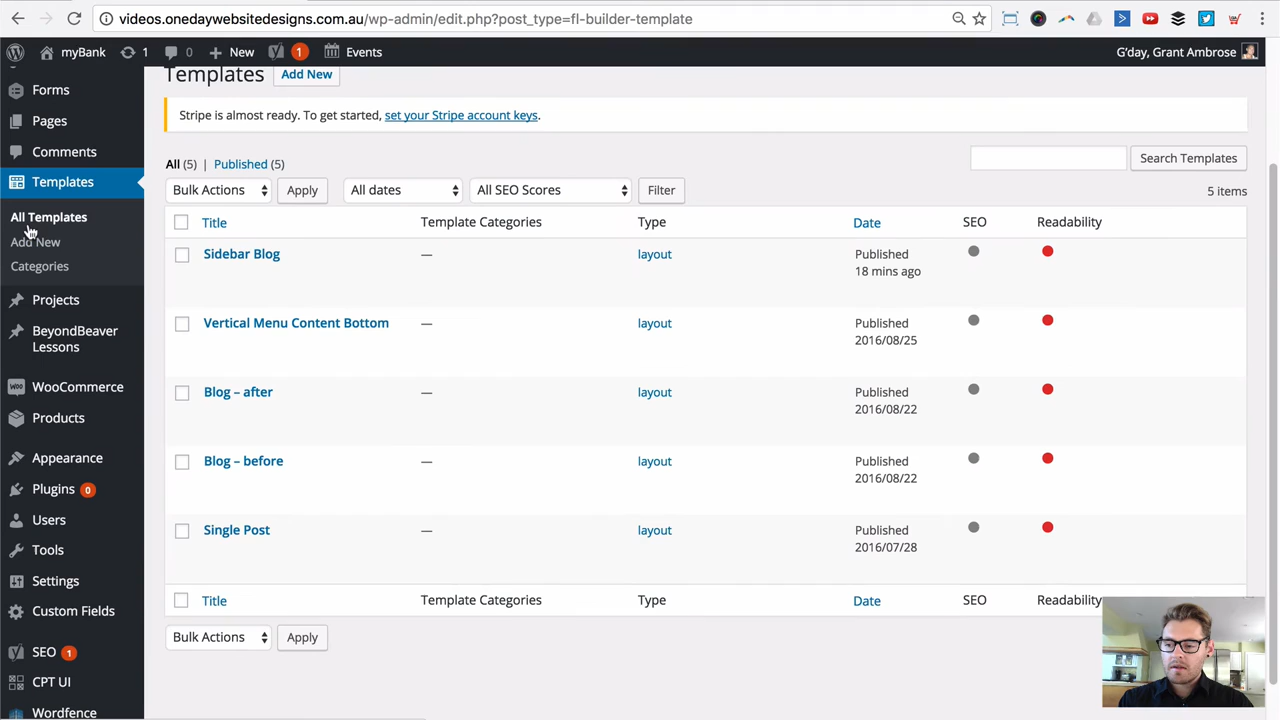 videos.onedaywebsitedesigns.com.au/wp-admin/edit.php?post_type=fl-builder-template
myBank 1 0 New 1 Events G'day, Grant Ambrose
Forms
Pages
Comments
Templates
All Templates
Add New
Categories
Projects
BeyondBeaver
Lessons
WooCommerce
Products
Appearance
Plugins 0
Users
Tools
Settings
Custom Fields
SEO 1
CPT UI
Wordfence
Templates Add New
Stripe is almost ready. To get started, set your Stripe account keys.
All (5) | Published (5)
Search Templates
Bulk Actions Apply All dates All SEO Scores Filter
5 items
Title Template Categories Type Date SEO Readability
Sidebar Blog — layout Published
18 mins ago
Vertical Menu Content Bottom — layout Published
2016/08/25
Blog – after — layout Published
2016/08/22
Blog – before — layout Published
2016/08/22
Single Post — layout Published
2016/07/28
Title Template Categories Type Date SEO Readability
Bulk Actions Apply